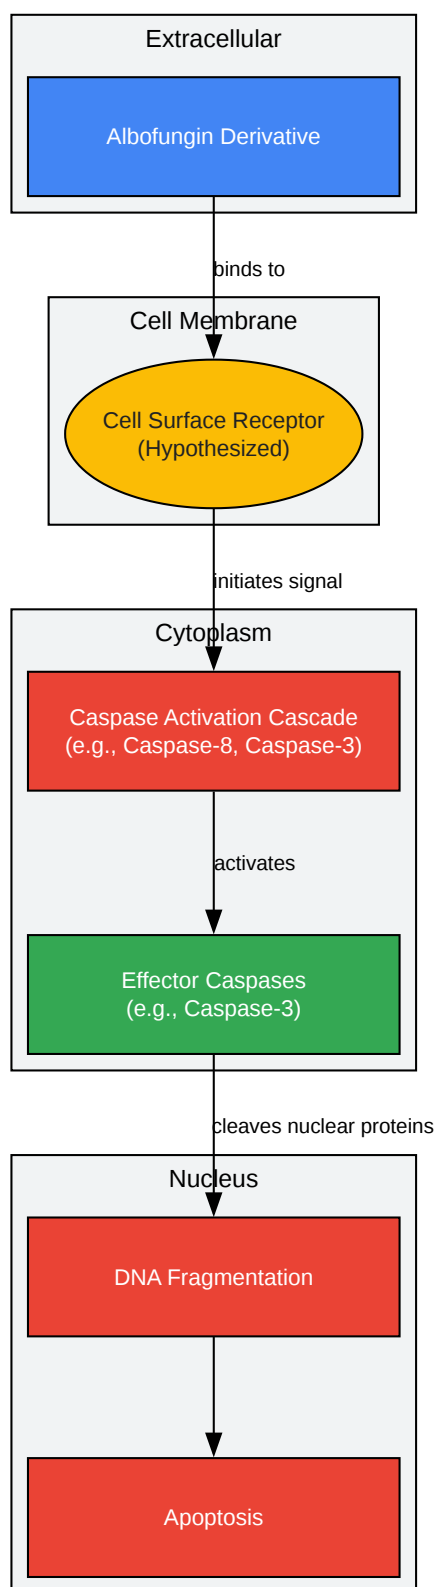 Extracellular
Albofungin Derivative
binds to
Cell Membrane
Cell Surface Receptor
(Hypothesized)
initiates signal
Cytoplasm
Caspase Activation Cascade
(e.g., Caspase-8, Caspase-3)
activates
Effector Caspases
(e.g., Caspase-3)
cleaves nuclear proteins
Nucleus
DNA Fragmentation
Apoptosis